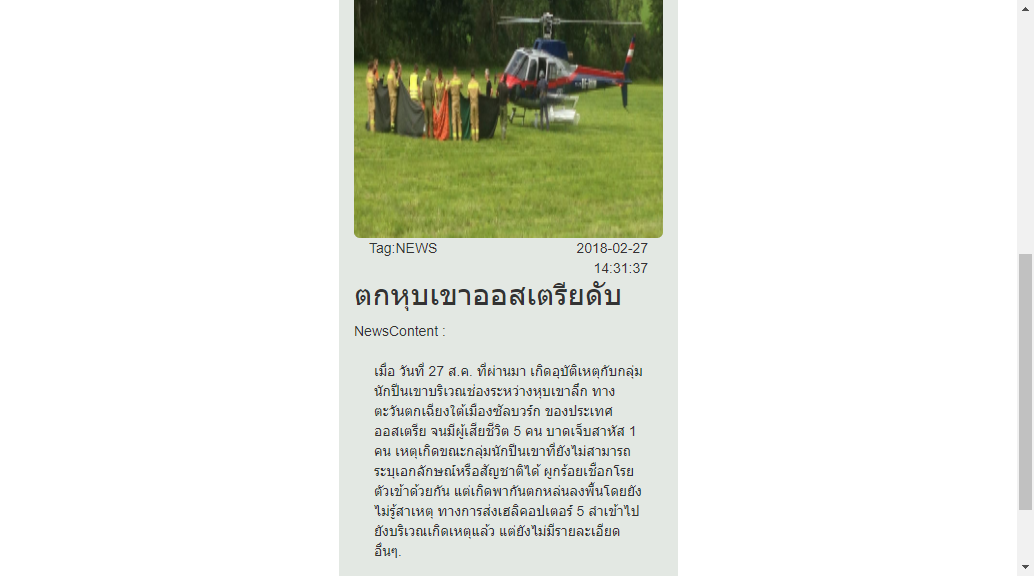 Tag:NEWS
2018-02-27
14:31:37
ตกหุบเขาออสเตรียดับ
NewsContent :
เมื่อ วันที่ 27 ส.ค. ที่ผ่านมา เกิดอุบัติเหตุกับกลุ่ม
นักปีนเขาบริเวณช่องระหว่างหุบเขาลึก ทาง
ตะวันตกเฉียงใต้เมืองซัลบวร์ก ของประเทศ
ออสเตรีย จนมีผู้เสียชีวิต 5 คน บาดเจ็บสาหัส 1
คน เหตุเกิดขณะกลุ่มนักปีนเขาที่ยังไม่สามารถ
ระบุเอกลักษณ์หรือสัญชาติได้ ผูกร้อยเชือกโรย
ตัวเข้าด้วยกัน แต่เกิดพากันตกหล่นลงพื้นโดยยัง
ไม่รู้สาเหตุ ทางการส่งเฮลิคอปเตอร์ 5 ลำเข้าไป
ยังบริเวณเกิดเหตุแล้ว แต่ยังไม่มีรายละเอียด
อื่นๆ.